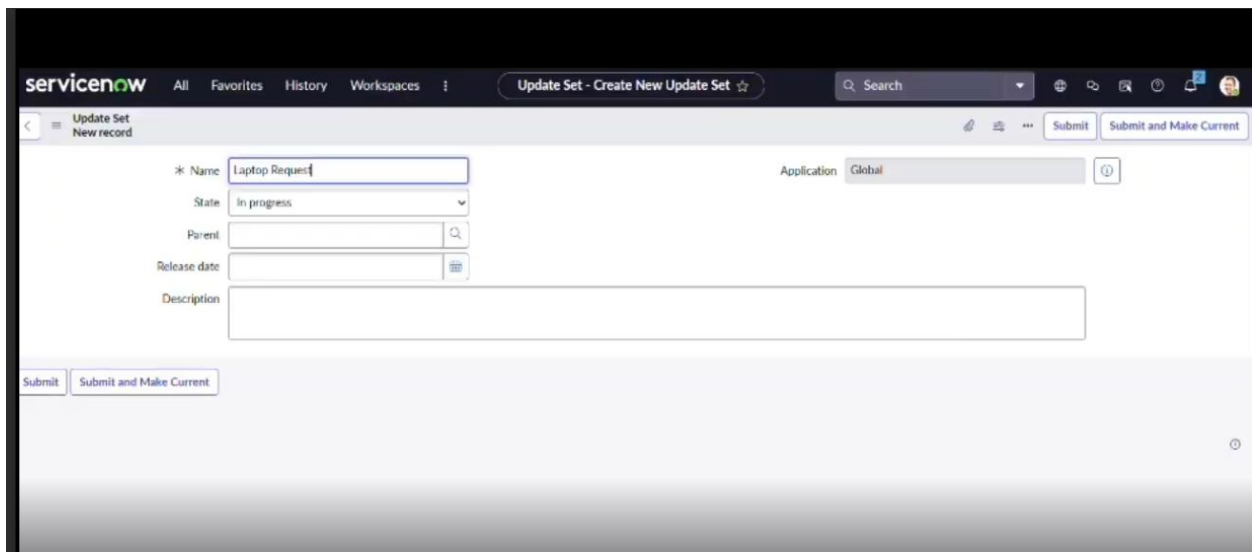 servicenow All Favorites History Workspaces Update Set - Create New Update Set Search 2
Update Set
New record
Submit Submit and Make Current
* Name Laptop Request Application Global
State In progress
Parent
Release date
Description
Submit Submit and Make Current